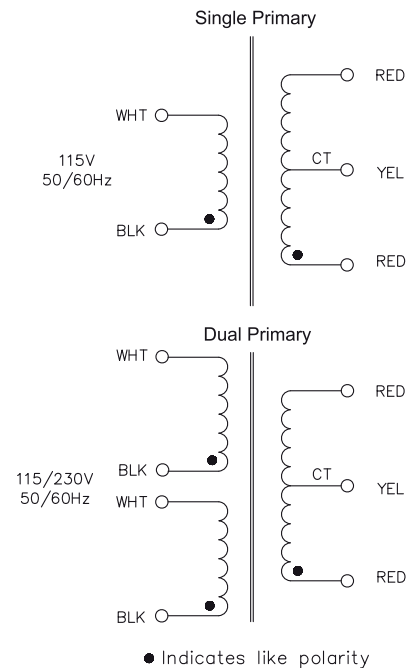 Single Primary
RED
WHT
115V
50/60Hz
CT
YEL
BLK
RED
Dual Primary
WHT
RED
BLK
115/230V
50/60Hz
CT
YEL
WHT
RED
BLK
Indicates like polarity